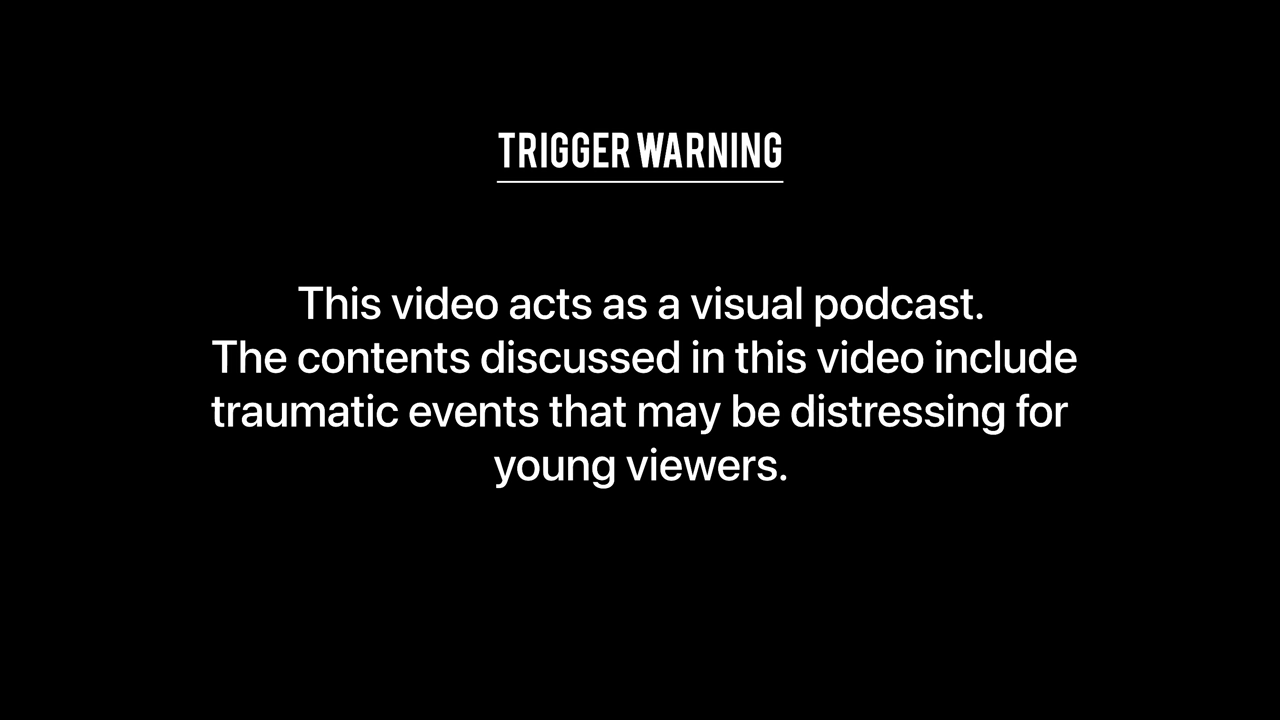 TRIGGER WARNING
This video acts as a visual podcast.
The contents discussed in this video include
traumatic events that may be distressing for
young viewers.